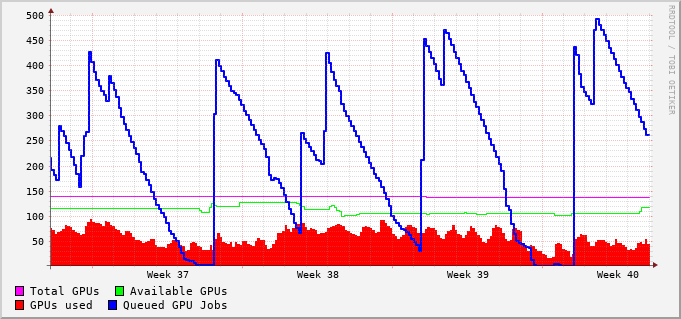 500
450
400
350
300
250
200
150
100
50
Week 37 Week 38 Week 39 Week 40
Total GPUs Available GPUs
GPUs used Queued GPU Jobs
RRDTOOL / TOBI OETIKER